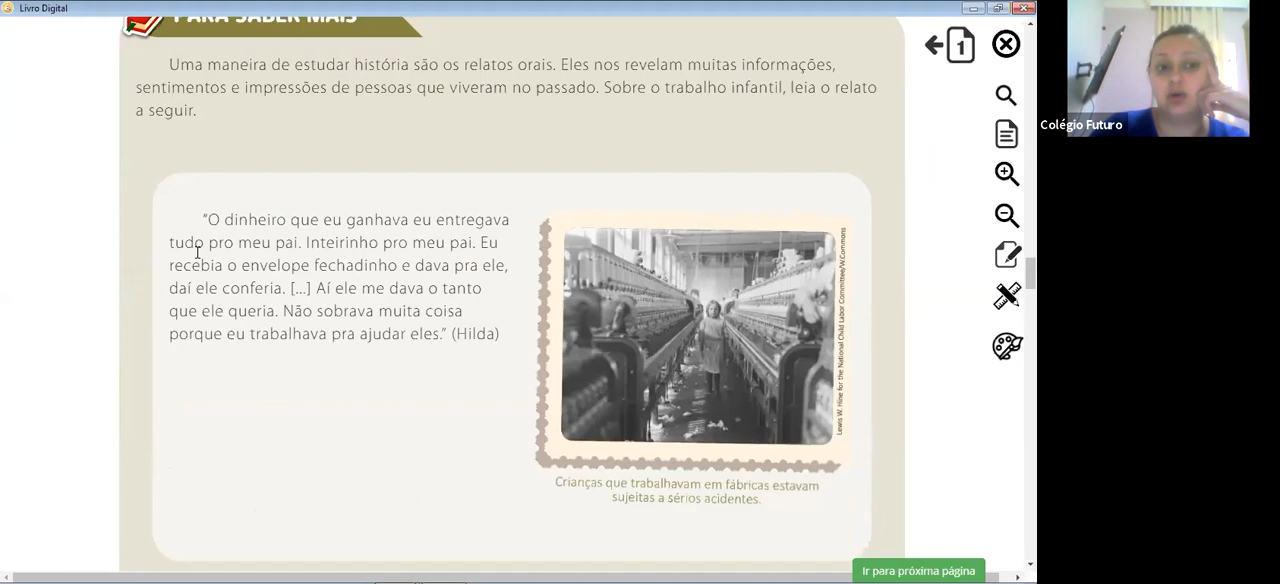 Livro Digital
PARA SABER MAIS
Uma maneira de estudar história são os relatos orais. Eles nos revelam muitas informações,
sentimentos e impressões de pessoas que viveram no passado. Sobre o trabalho infantil, leia o relato
a seguir.
“O dinheiro que eu ganhava eu entregava
tudo pro meu pai. Inteirinho pro meu pai. Eu
recebia o envelope fechadinho e dava pra ele,
daí ele conferia. [...] Aí ele me dava o tanto
que ele queria. Não sobrava muita coisa
porque eu trabalhava pra ajudar eles.” (Hilda)
Lewis W. Hine for the National Child Labor Committee/W.Commons
Crianças que trabalhavam em fábricas estavam
sujeitas a sérios acidentes.
1
Ir para próxima página
Colégio Futuro